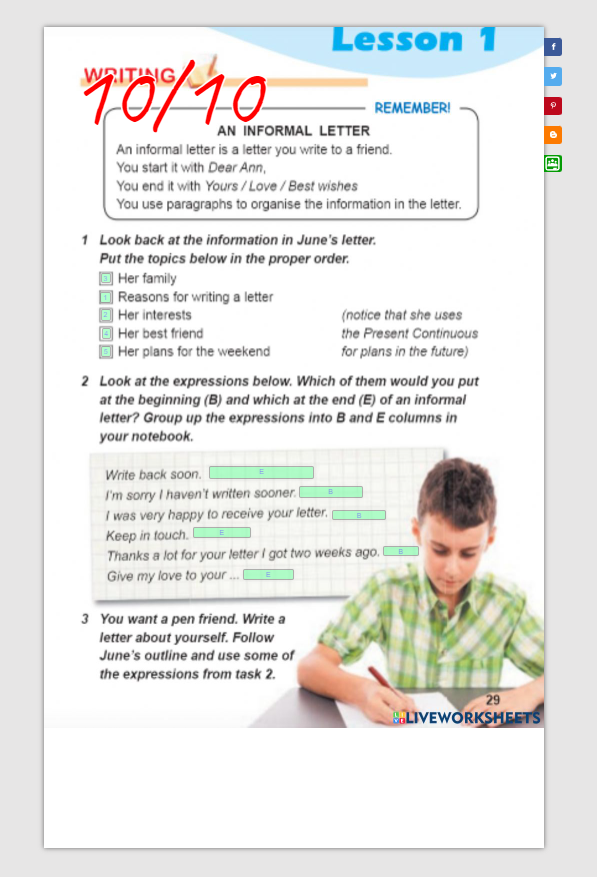 Lesson 1
WRITING
10/10
REMEMBER!
AN INFORMAL LETTER
An informal letter is a letter you write to a friend.
You start it with Dear Ann,
You end it with Yours / Love / Best wishes
You use paragraphs to organise the information in the letter.
1 Look back at the information in June's letter.
Put the topics below in the proper order.
3 Her family
1 Reasons for writing a letter
2 Her interests (notice that she uses
4 Her best friend the Present Continuous
5 Her plans for the weekend for plans in the future)
2 Look at the expressions below. Which of them would you put
at the beginning (B) and which at the end (E) of an informal
letter? Group up the expressions into B and E columns in
your notebook.
Write back soon. E
I'm sorry I haven't written sooner. B
I was very happy to receive your letter. B
Keep in touch. E
Thanks a lot for your letter I got two weeks ago. B
Give my love to your ... E
3 You want a pen friend. Write a
letter about yourself. Follow
June's outline and use some of
the expressions from task 2.
29
LIVEWORKSHEETS